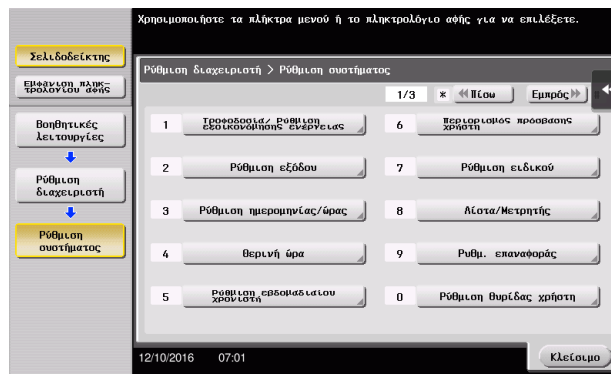 Χρησιμοποιήστε τα πλήκτρα μενού ή το πληκτρολόγιο αφής για να επιλέξετε.
Σελιδοδείκτης
Εμφάνιση πληκ-
τρολογίου αφής
Βοηθητικές
λειτουργίες
Ρύθμιση
διαχειριστή
Ρύθμιση
συστήματος
Ρύθμιση διαχειριστή > Ρύθμιση συστήματος
1/3 * Πίσω Εμπρός
1 Τροφοδοσία/ Ρύθμιση
εξοικονόμησης ενέργειας
6 Περιορισμός πρόσβασης
χρήστη
2 Ρύθμιση εξόδου
7 Ρύθμιση ειδικού
3 Ρύθμιση ημερομηνίας/ώρας
8 Λίστα/Μετρητής
4 Θερινή ώρα
9 Ρυθμ. επαναφοράς
5 Ρύθμιση εβδομαδιαίου
χρονιστή
0 Ρύθμιση θυρίδας χρήστη
12/10/2016 07:01
Κλείσιμο